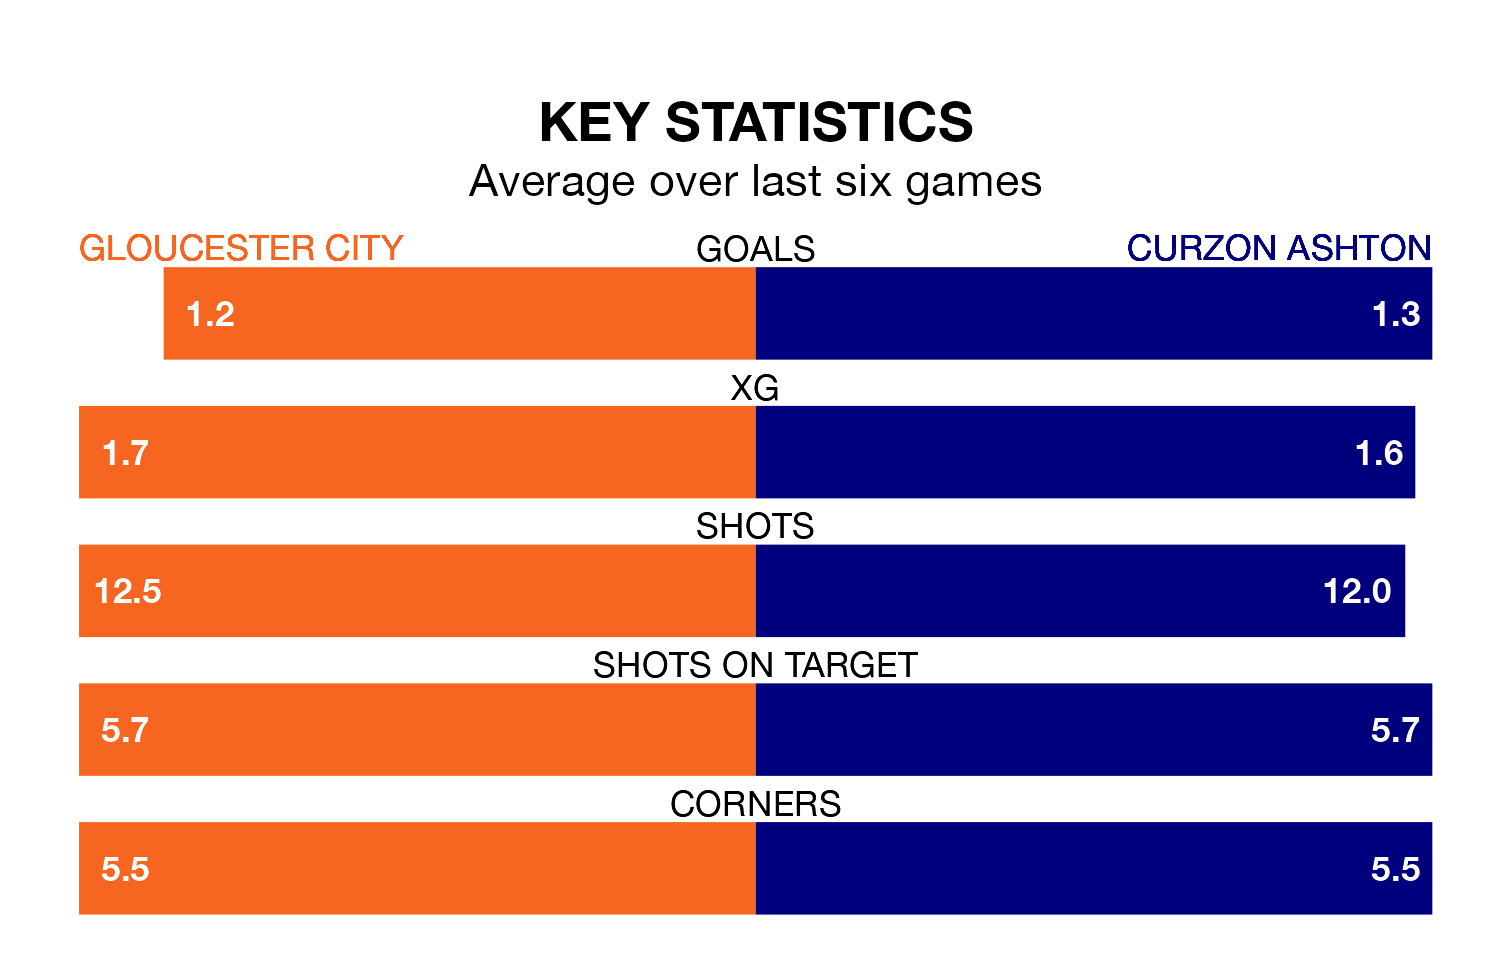 KEY STATISTICS
Average over last six games
GLOUCESTER CITY GOALS CURZON ASHTON
1.2 1.3
XG
1.7 1.6
SHOTS
12.5 12.0
SHOTS ON TARGET
5.7 5.7
CORNERS
5.5 5.5